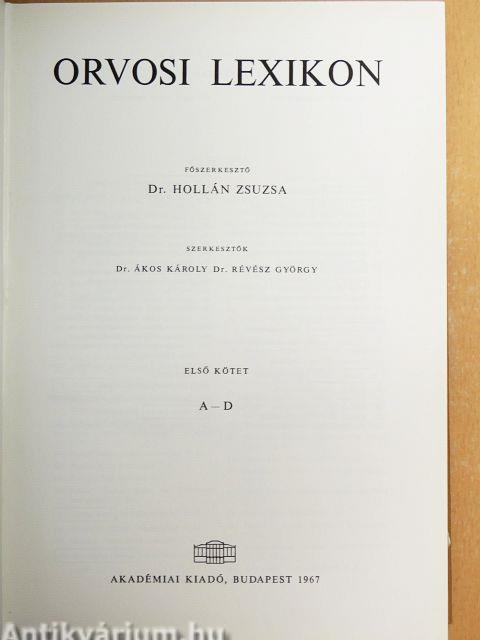 ORVOSI LEXIKON
FŐSZERKESZTŐ
Dr. HOLLÁN ZSUZSA
SZERKESZTŐK
Dr. ÁKOS KÁROLY Dr. RÉVÉSZ GYÖRGY
ELSŐ KÖTET
A – D
AKADÉMIAI KIADÓ, BUDAPEST 1967
Antikvárium.hu